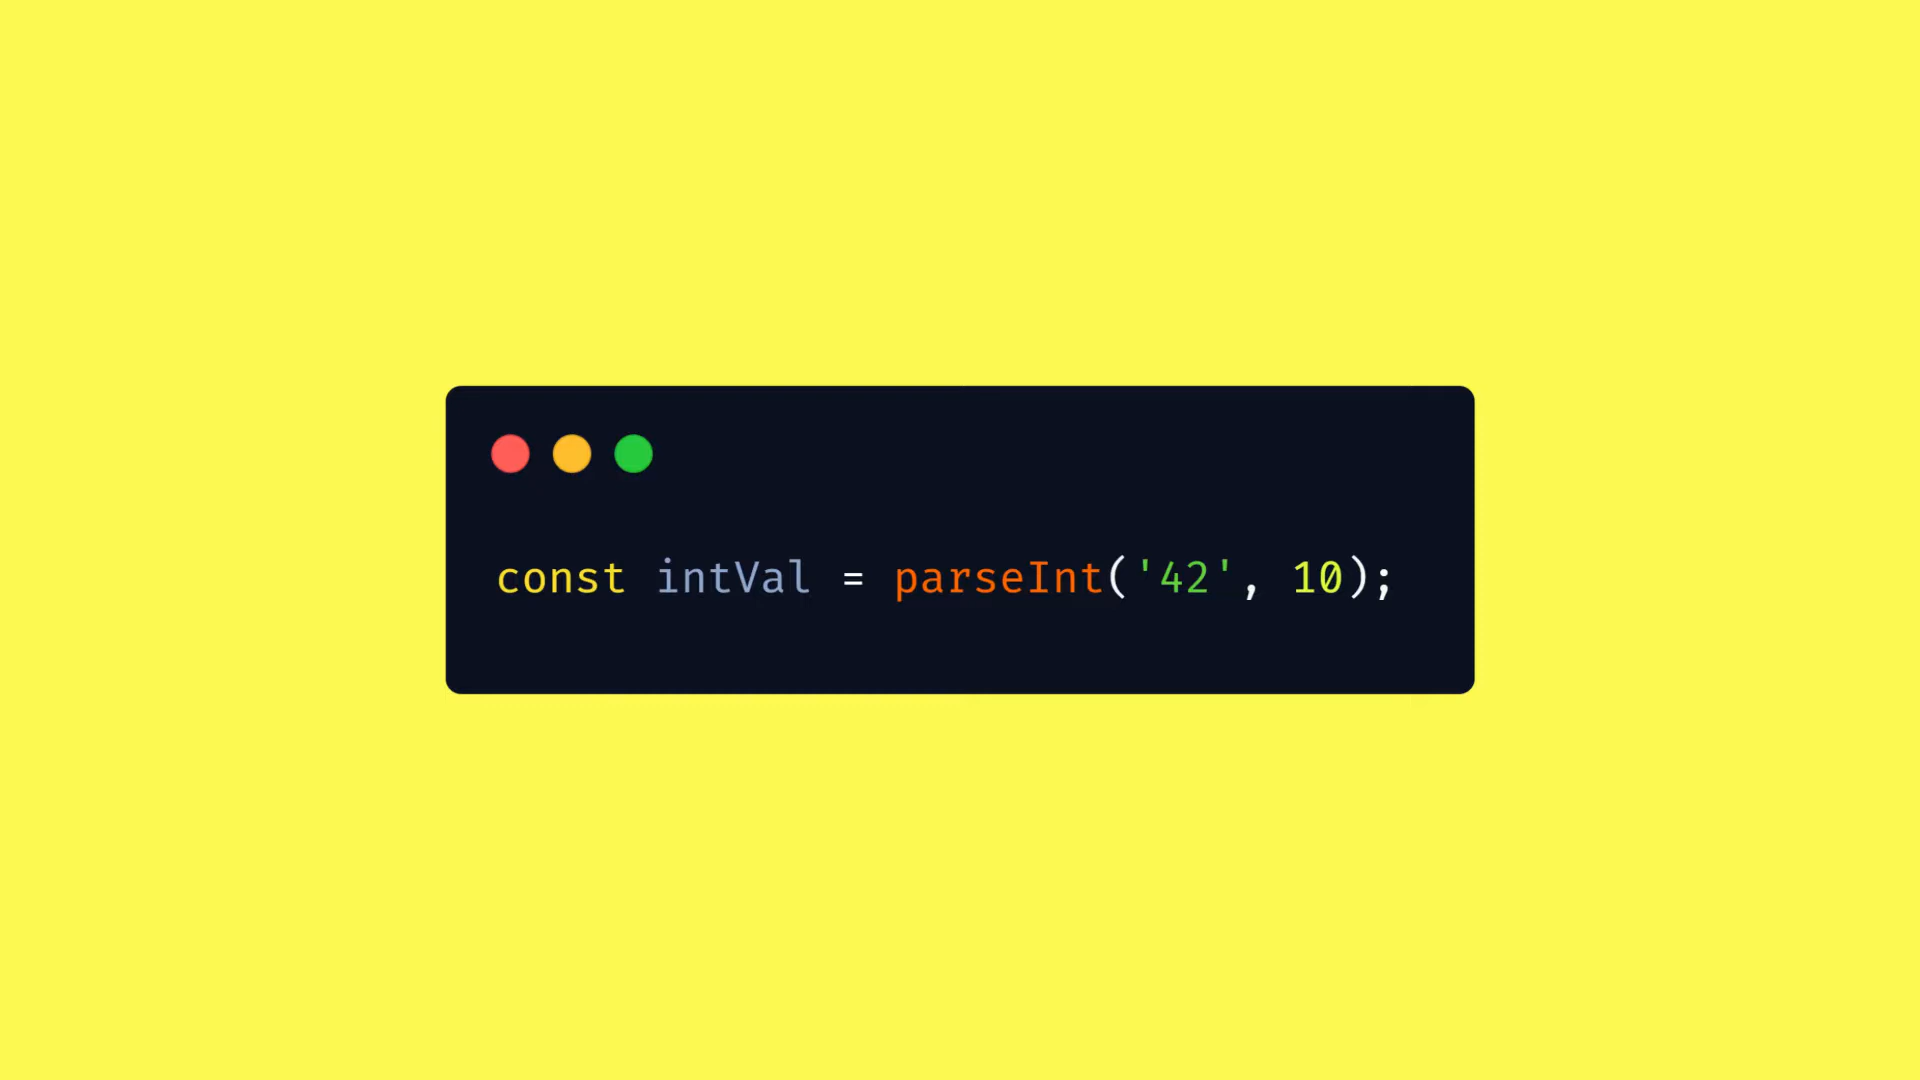 const intVal = parseInt('42', 10);